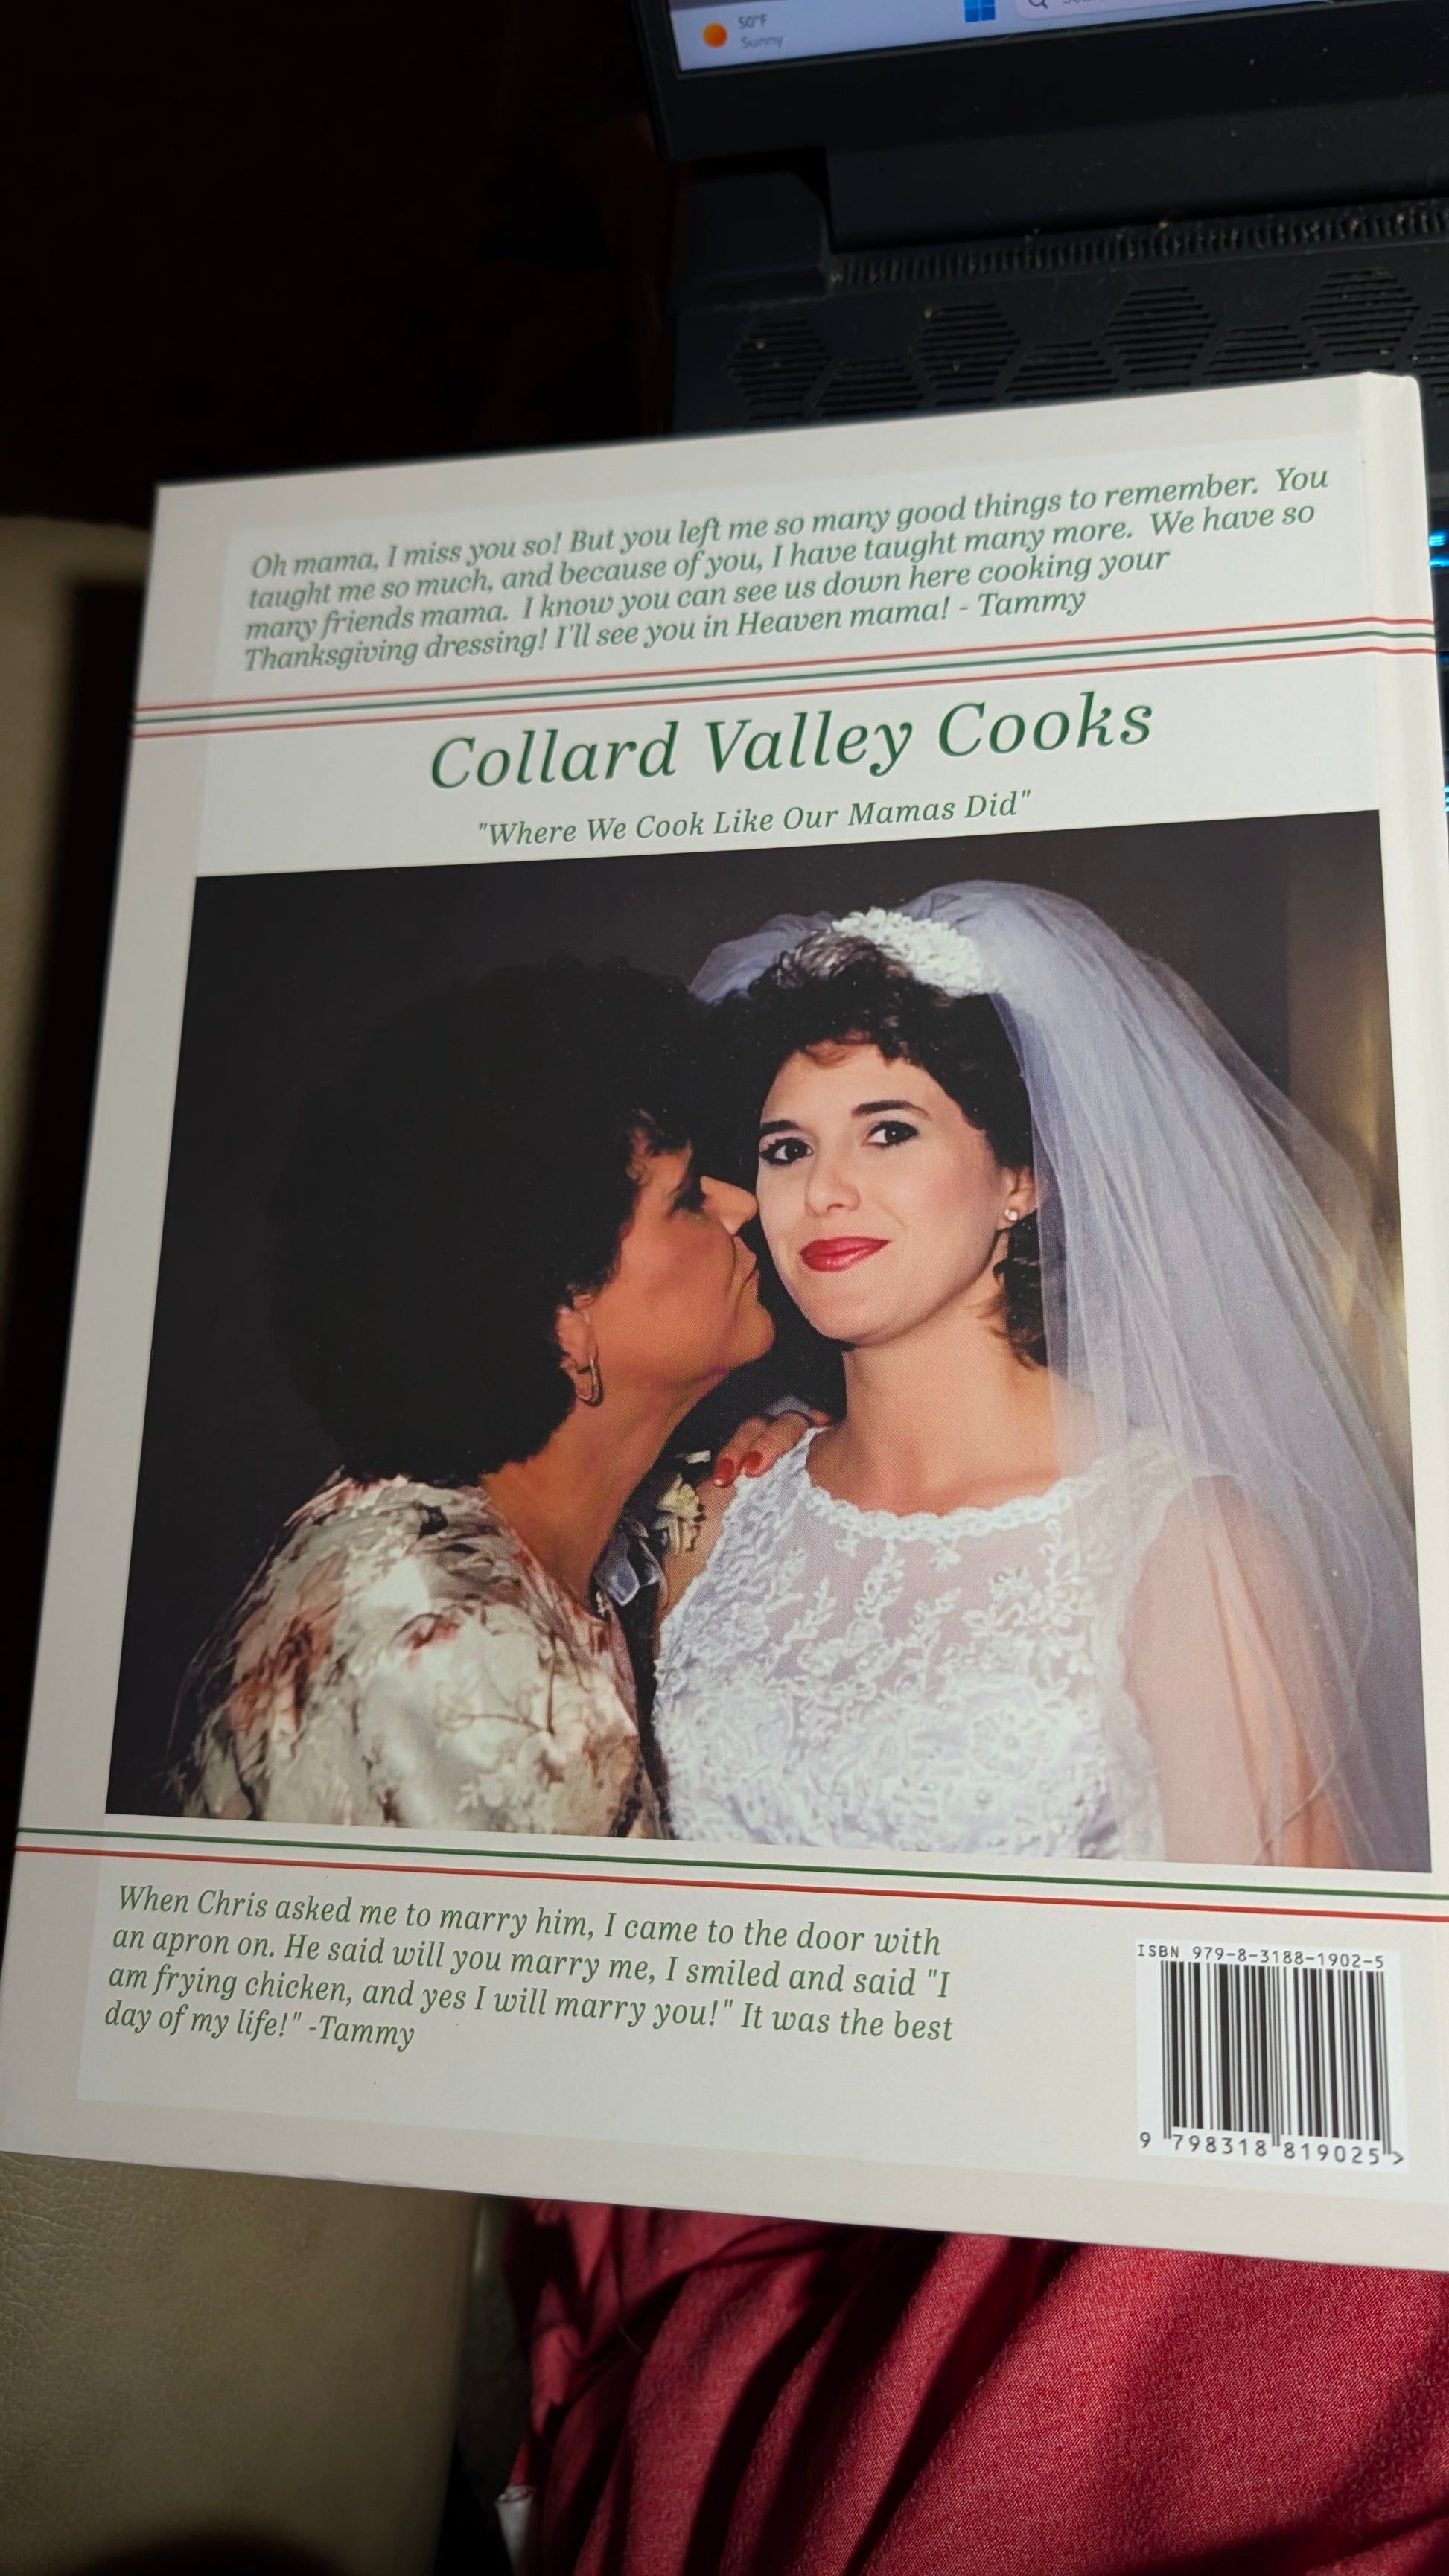 50°F
Sunny
Oh mama, I miss you so! But you left me so many good things to remember.  You
taught me so much, and because of you, I have taught many more.  We have so
many friends mama.  I know you can see us down here cooking your
Thanksgiving dressing! I'll see you in Heaven mama! - Tammy
Collard Valley Cooks
"Where We Cook Like Our Mamas Did"
When Chris asked me to marry him, I came to the door with
an apron on. He said will you marry me, I smiled and said "I
am frying chicken, and yes I will marry you!" It was the best
day of my life!" -Tammy
ISBN 979-8-3188-1902-5
9 798318 819025 >